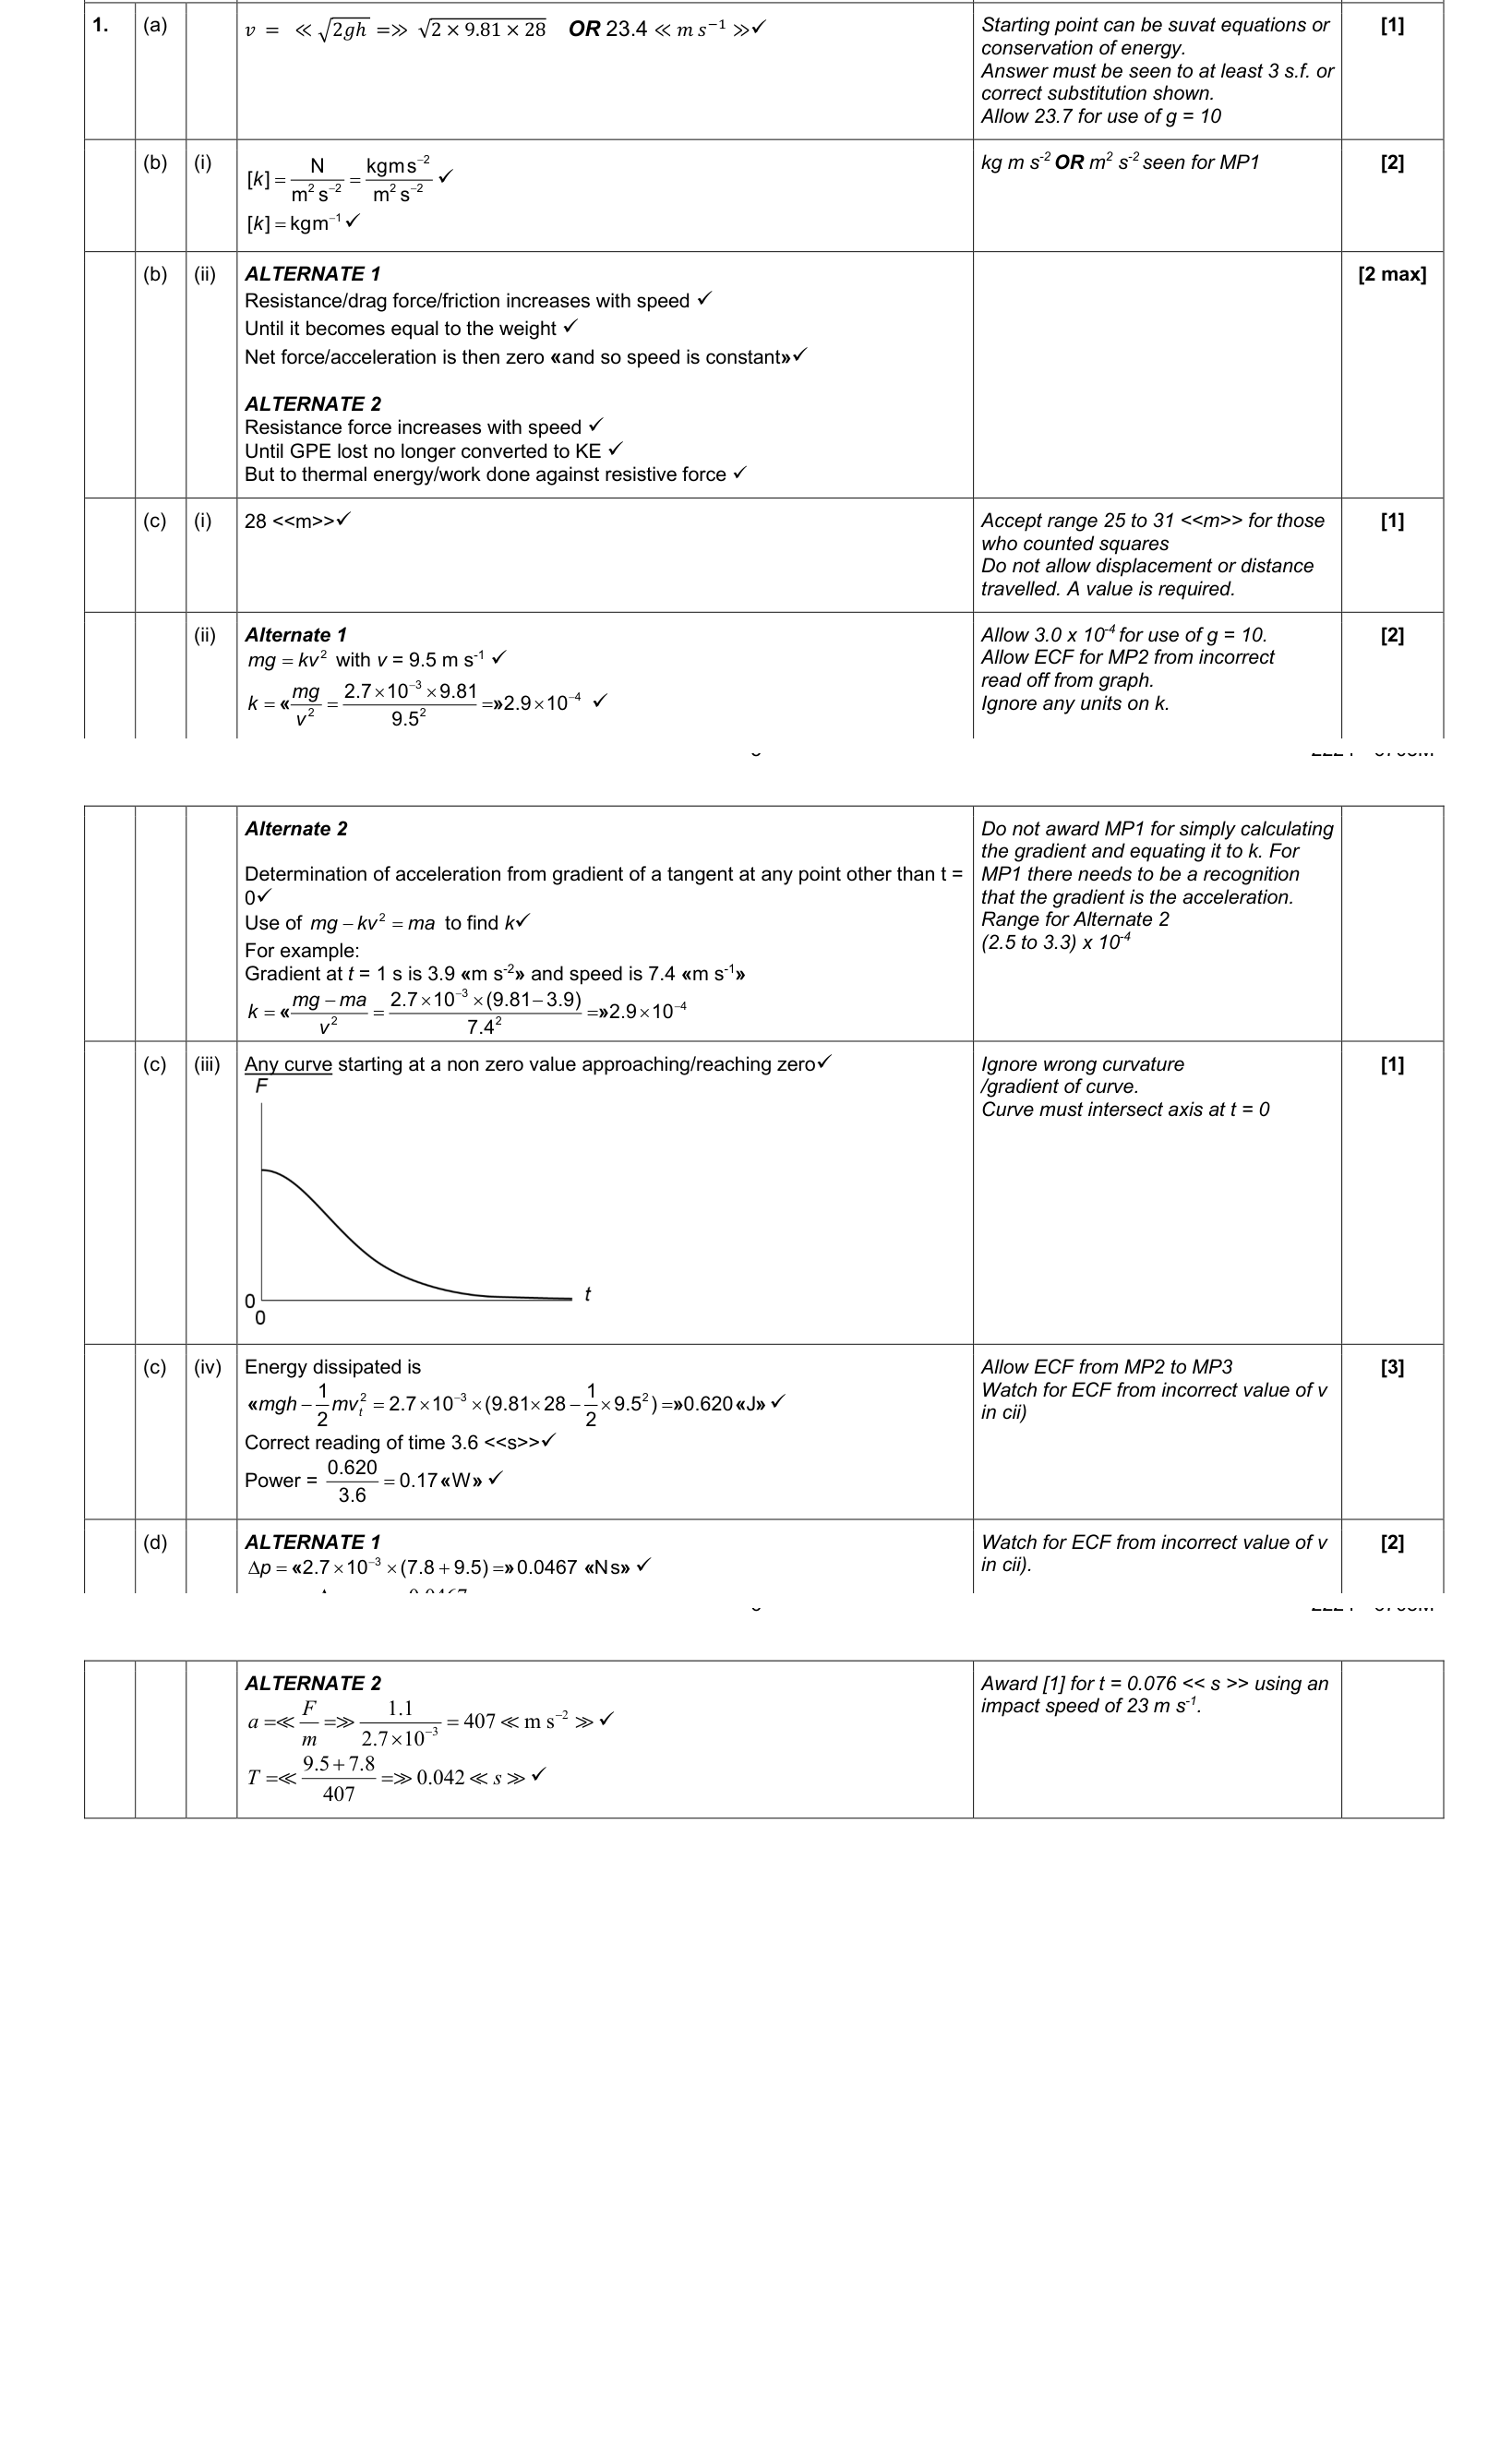 1. (a) v = ≪ √2gh =≫ √2 × 9.81 × 28 OR 23.4 ≪ m s⁻¹ ≫✓
Starting point can be suvat equations or
conservation of energy.
Answer must be seen to at least 3 s.f. or
correct substitution shown.
Allow 23.7 for use of g = 10
[1]
(b) (i) [k] = N / m² s⁻² = kg m s⁻² / m² s⁻² ✓
[k] = kg m⁻¹ ✓
kg m s⁻² OR m² s⁻² seen for MP1
[2]
(b) (ii) ALTERNATE 1
Resistance/drag force/friction increases with speed ✓
Until it becomes equal to the weight ✓
Net force/acceleration is then zero «and so speed is constant»✓
ALTERNATE 2
Resistance force increases with speed ✓
Until GPE lost no longer converted to KE ✓
But to thermal energy/work done against resistive force ✓
[2 max]
(c) (i) 28 <<m>>✓
Accept range 25 to 31 <<m>> for those
who counted squares
Do not allow displacement or distance
travelled. A value is required.
[1]
(ii) Alternate 1
mg = kv² with v = 9.5 m s⁻¹ ✓
k = « mg / v² = 2.7 × 10⁻³ × 9.81 / 9.5² =» 2.9 × 10⁻⁴ ✓
Allow 3.0 x 10⁻⁴ for use of g = 10.
Allow ECF for MP2 from incorrect
read off from graph.
Ignore any units on k.
[2]
Alternate 2
Determination of acceleration from gradient of a tangent at any point other than t =
0✓
Use of mg – kv² = ma to find k✓
For example:
Gradient at t = 1 s is 3.9 «m s⁻²» and speed is 7.4 «m s⁻¹»
k = « mg – ma / v² = 2.7 × 10⁻³ × (9.81 – 3.9) / 7.4² =» 2.9 × 10⁻⁴
Do not award MP1 for simply calculating
the gradient and equating it to k. For
MP1 there needs to be a recognition
that the gradient is the acceleration.
Range for Alternate 2
(2.5 to 3.3) x 10⁻⁴
(c) (iii) Any curve starting at a non zero value approaching/reaching zero✓
F
0
0
t
Ignore wrong curvature
/gradient of curve.
Curve must intersect axis at t = 0
[1]
(c) (iv) Energy dissipated is
«mgh – 1/2 mvₜ² = 2.7 × 10⁻³ × (9.81 × 28 – 1/2 × 9.5²) =» 0.620 «J» ✓
Correct reading of time 3.6 <<s>>✓
Power = 0.620 / 3.6 = 0.17 «W» ✓
Allow ECF from MP2 to MP3
Watch for ECF from incorrect value of v
in cii)
[3]
(d) ALTERNATE 1
Δp = «2.7 × 10⁻³ × (7.8 + 9.5) =» 0.0467 «Ns» ✓
Watch for ECF from incorrect value of v
in cii).
[2]
ALTERNATE 2
a =≪ F / m =≫ 1.1 / 2.7 × 10⁻³ = 407 ≪ m s⁻² ≫ ✓
T =≪ 9.5 + 7.8 / 407 =≫ 0.042 ≪ s ≫ ✓
Award [1] for t = 0.076 << s >> using an
impact speed of 23 m s⁻¹.